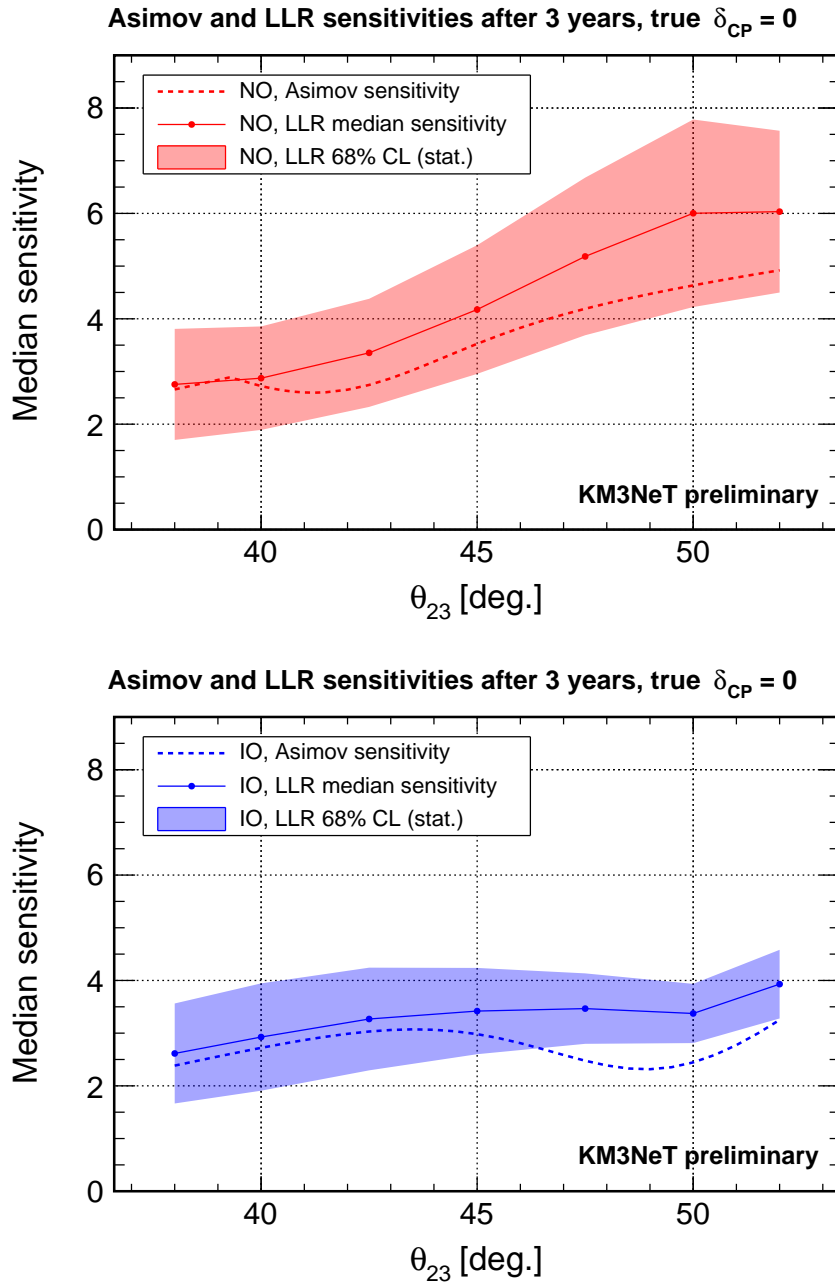 Asimov and LLR sensitivities after 3 years, true δCP = 0
NO, Asimov sensitivity
NO, LLR median sensitivity
NO, LLR 68% CL (stat.)
Median sensitivity
8
6
4
2
0
KM3NeT preliminary
40 45 50
θ23 [deg.]
Asimov and LLR sensitivities after 3 years, true δCP = 0
IO, Asimov sensitivity
IO, LLR median sensitivity
IO, LLR 68% CL (stat.)
Median sensitivity
8
6
4
2
0
KM3NeT preliminary
40 45 50
θ23 [deg.]